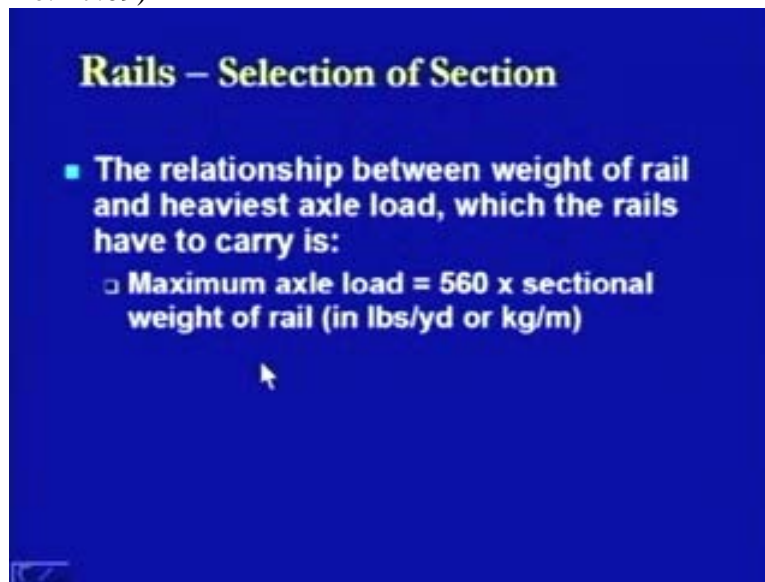 Rails – Selection of Section
The relationship between weight of rail
and heaviest axle load, which the rails
have to carry is:
Maximum axle load = 560 x sectional
weight of rail (in lbs/yd or kg/m)